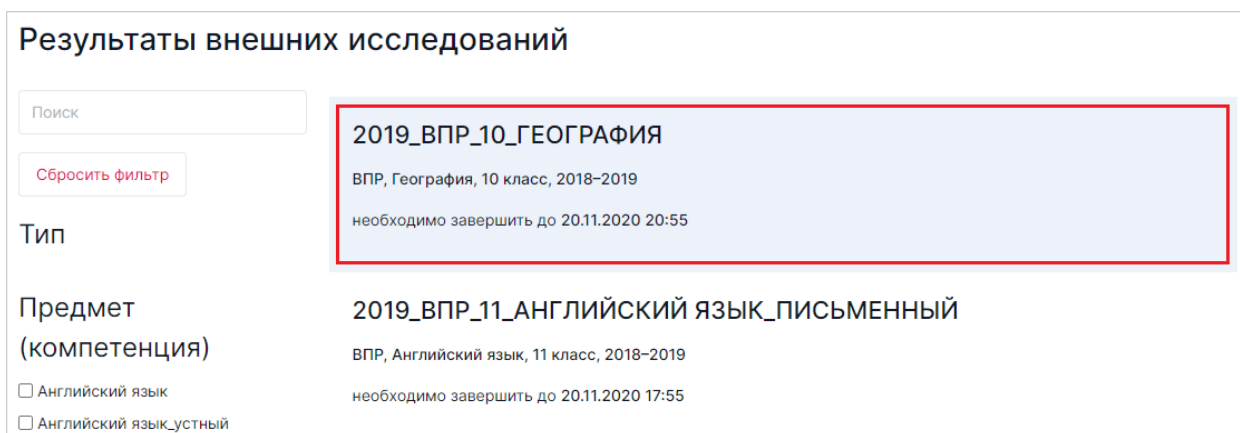 Результаты внешних исследований
Поиск
Сбросить фильтр
Тип
Предмет
(компетенция)
Английский язык
Английский язык_устный
2019_ВПР_10_ГЕОГРАФИЯ
ВПР, География, 10 класс, 2018–2019
необходимо завершить до 20.11.2020 20:55
2019_ВПР_11_АНГЛИЙСКИЙ ЯЗЫК_ПИСЬМЕННЫЙ
ВПР, Английский язык, 11 класс, 2018–2019
необходимо завершить до 20.11.2020 17:55